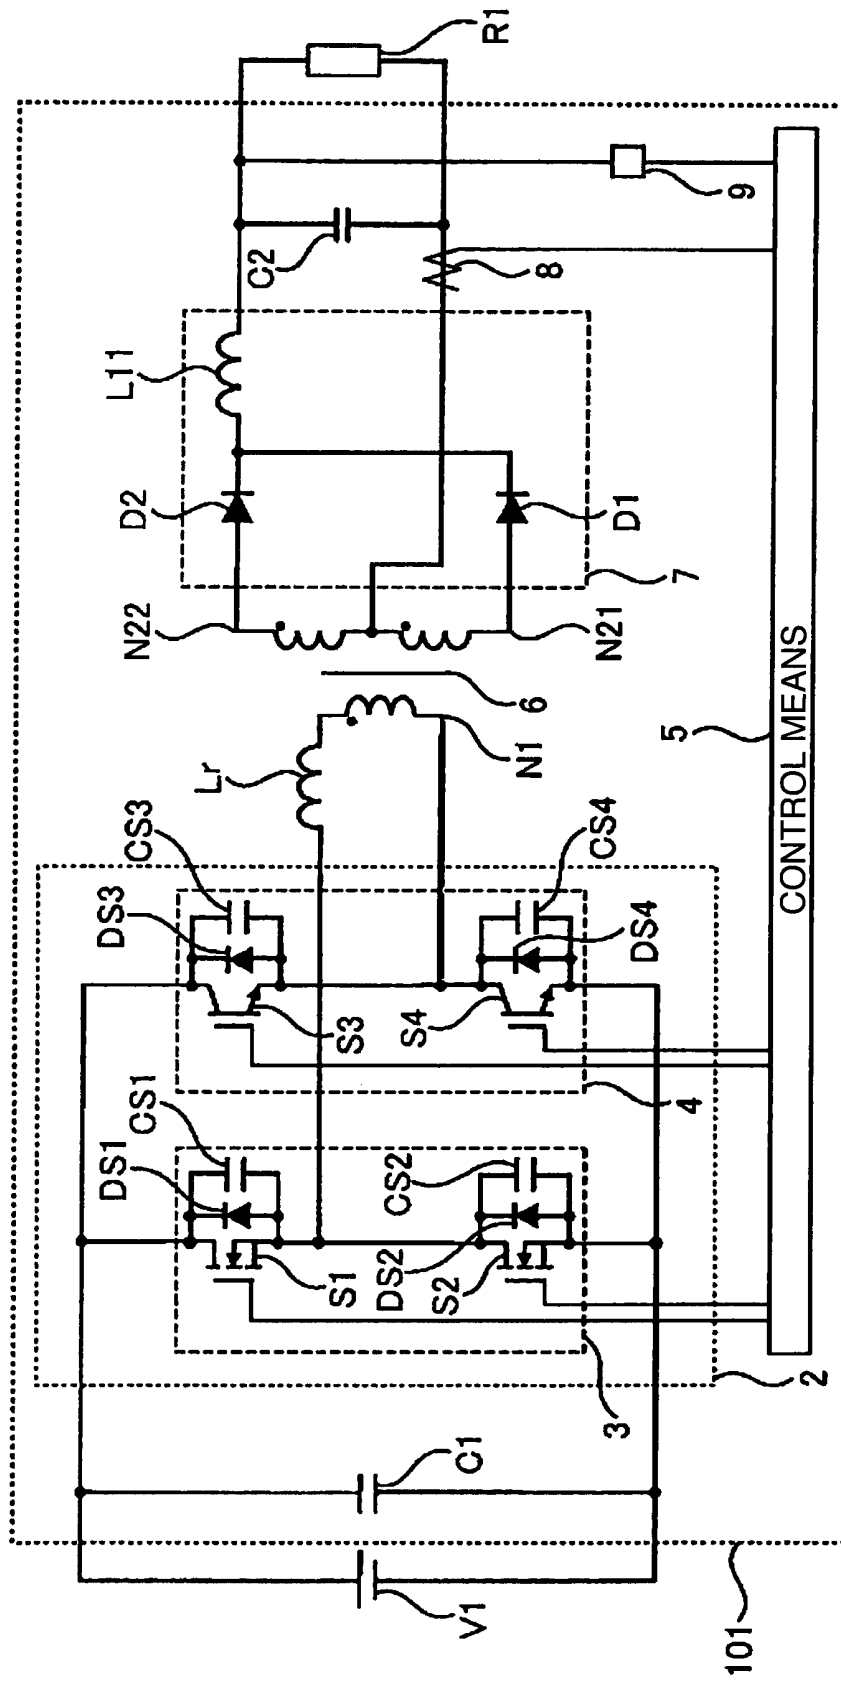 V1
101
C1
3
2
DS1
CS1
S1
CS2
DS2
S2
4
DS3
CS3
S3
S4
DS4
CS4
5
CONTROL MEANS
Lr
N1
6
N22
N21
7
D2
D1
L11
C2
8
9
R1